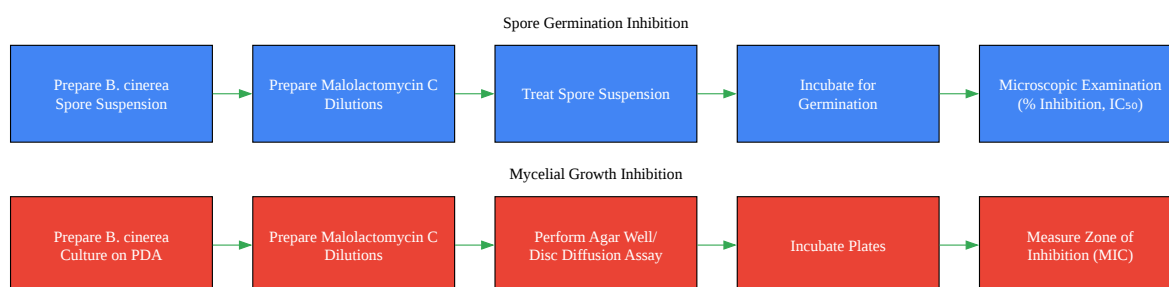 Spore Germination Inhibition
Prepare B. cinerea
Spore Suspension
Prepare Malolactomycin C
Dilutions
Treat Spore Suspension
Incubate for
Germination
Microscopic Examination
(% Inhibition, IC₅₀)
Mycelial Growth Inhibition
Prepare B. cinerea
Culture on PDA
Prepare Malolactomycin C
Dilutions
Perform Agar Well/
Disc Diffusion Assay
Incubate Plates
Measure Zone of
Inhibition (MIC)